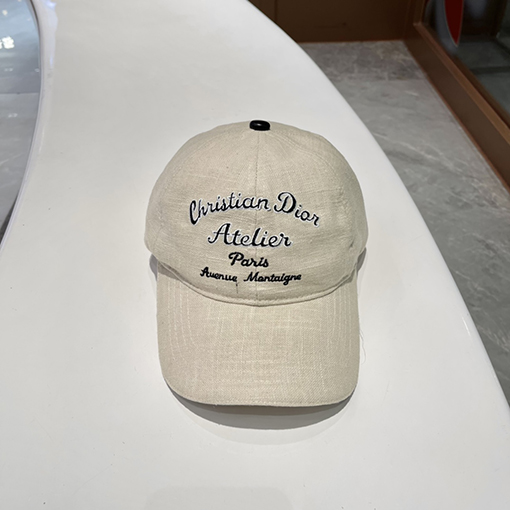 Christian Dior
Atelier
Paris
Avenue Montaigne